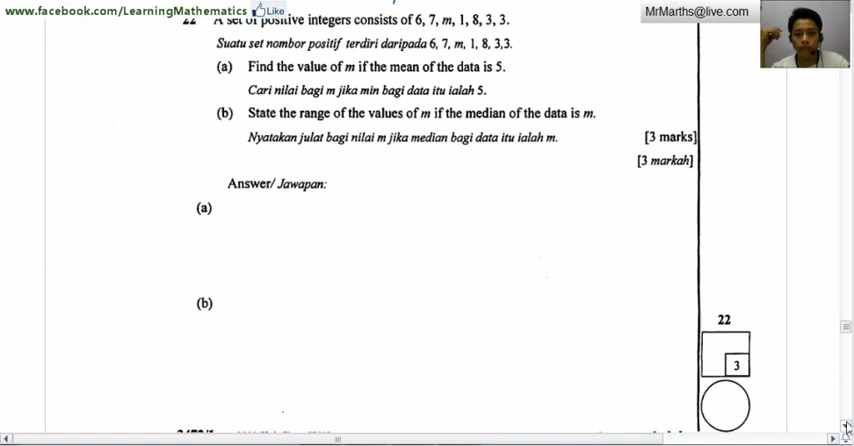 www.facebook.com/LearningMathematics Like
MrMarths@live.com
22 A set of positive integers consists of 6, 7, m, 1, 8, 3, 3.
Suatu set nombor positif terdiri daripada 6, 7, m, 1, 8, 3,3.
(a) Find the value of m if the mean of the data is 5.
Cari nilai bagi m jika min bagi data itu ialah 5.
(b) State the range of the values of m if the median of the data is m.
Nyatakan julat bagi nilai m jika median bagi data itu ialah m.
[3 marks]
[3 markah]
Answer/ Jawapan:
(a)
(b)
22
3